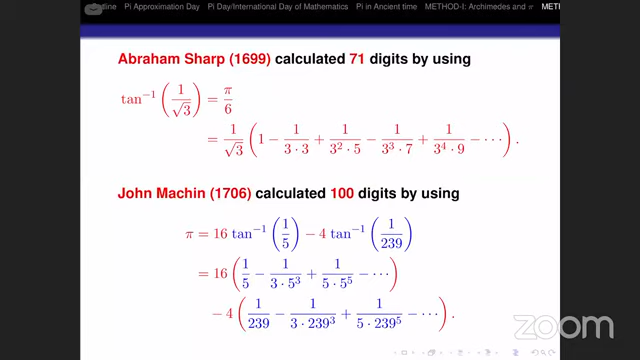 Outline Pi Approximation Day Pi Day/International Day of Mathematics Pi in Ancient time METHOD-I: Archimedes and π
Abraham Sharp (1699) calculated 71 digits by using
tan⁻¹ (1/√3) = π/6
= 1/√3 (1 − 1/(3 · 3) + 1/(3² · 5) − 1/(3³ · 7) + 1/(3⁴ · 9) − ···) .
John Machin (1706) calculated 100 digits by using
π = 16 tan⁻¹ (1/5) − 4 tan⁻¹ (1/239)
= 16 (1/5 − 1/(3 · 5³) + 1/(5 · 5⁵) − ···)
− 4 (1/239 − 1/(3 · 239³) + 1/(5 · 239⁵) − ···) .
zoom